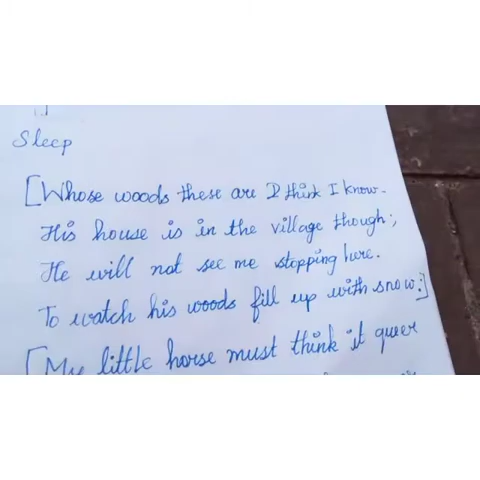 Sleep
[Whose woods these are I think I know.
His house is in the village though;
He will not see me stopping here.
To watch his woods fill up with snow.]
[My little horse must think it queer